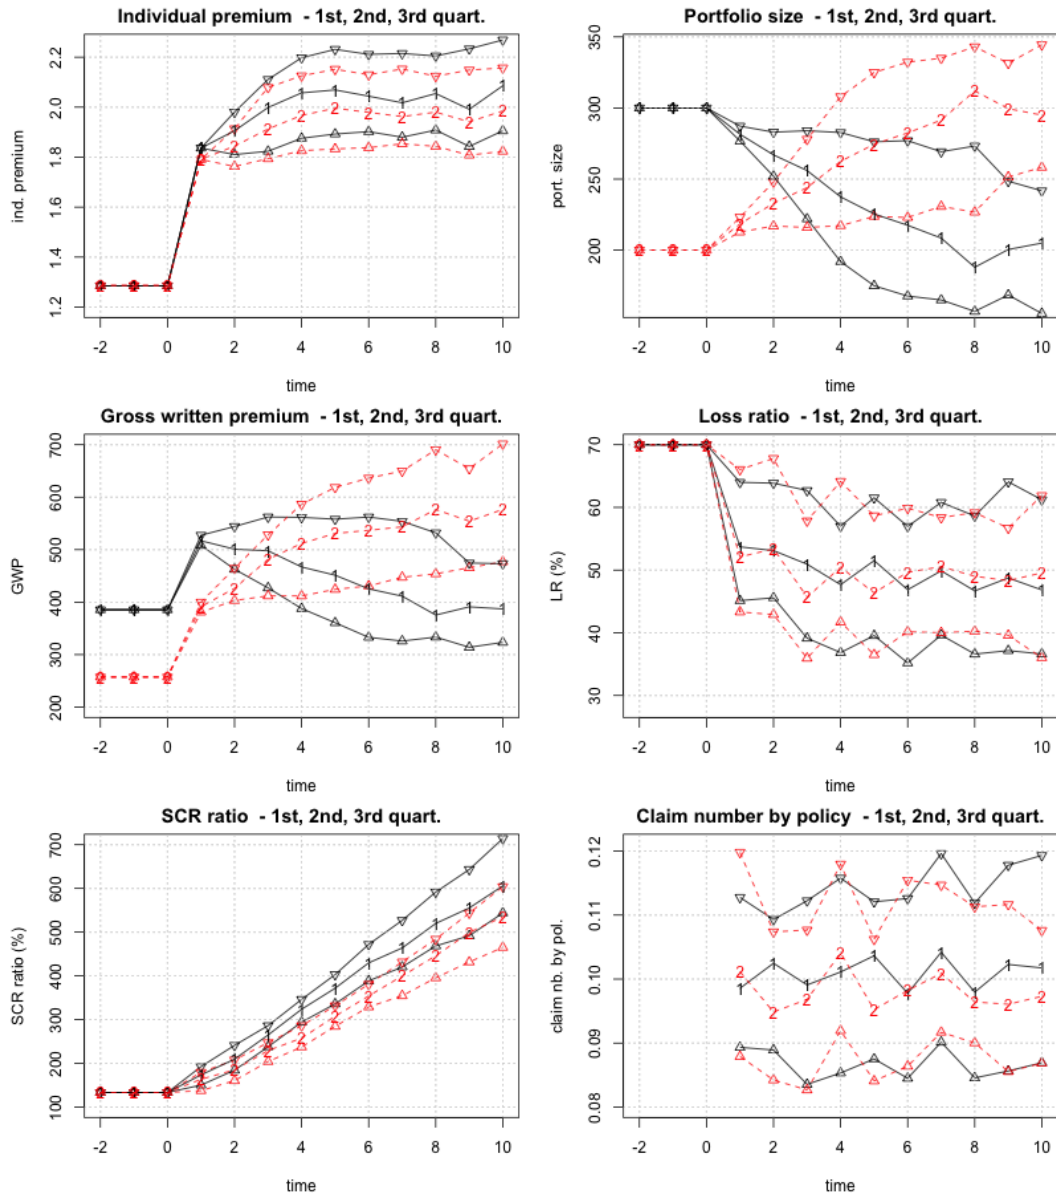 Individual premium - 1st, 2nd, 3rd quart.
ind. premium
2.2
2.0
1.8
1.6
1.4
1.2
-2 0 2 4 6 8 10
time
Portfolio size - 1st, 2nd, 3rd quart.
port. size
350
300
250
200
-2 0 2 4 6 8 10
time
Gross written premium - 1st, 2nd, 3rd quart.
GWP
700
600
500
400
300
200
-2 0 2 4 6 8 10
time
Loss ratio - 1st, 2nd, 3rd quart.
LR (%)
70
60
50
40
30
-2 0 2 4 6 8 10
time
SCR ratio - 1st, 2nd, 3rd quart.
SCR ratio (%)
700
600
500
400
300
200
100
-2 0 2 4 6 8 10
time
Claim number by policy - 1st, 2nd, 3rd quart.
claim nb. by pol.
0.12
0.11
0.10
0.09
0.08
-2 0 2 4 6 8 10
time